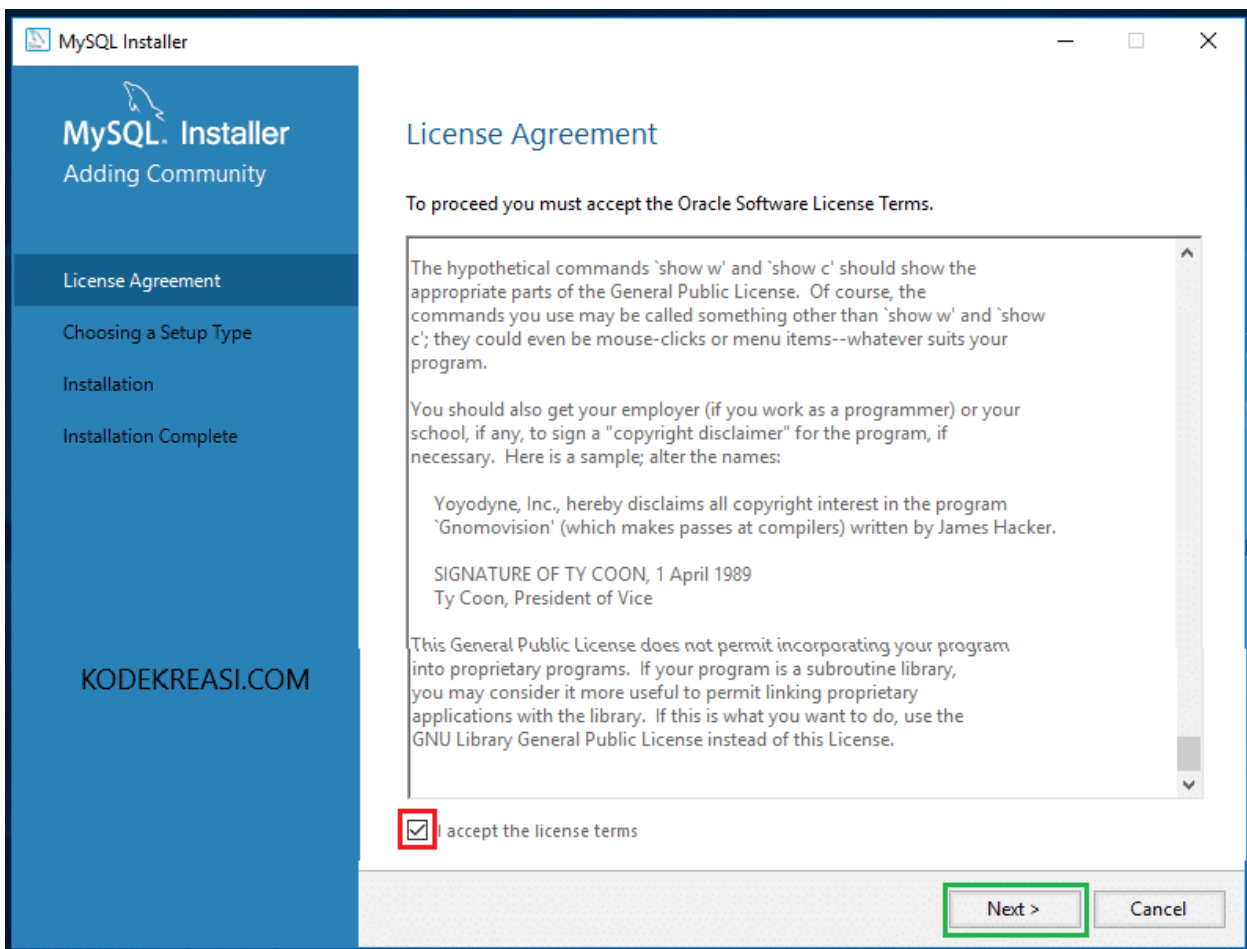 MySQL Installer
MySQL. Installer
Adding Community
License Agreement
Choosing a Setup Type
Installation
Installation Complete
KODEKREASI.COM
License Agreement
To proceed you must accept the Oracle Software License Terms.
The hypothetical commands `show w' and `show c' should show the
appropriate parts of the General Public License.  Of course, the
commands you use may be called something other than `show w' and `show
c'; they could even be mouse-clicks or menu items--whatever suits your
program.
You should also get your employer (if you work as a programmer) or your
school, if any, to sign a "copyright disclaimer" for the program, if
necessary.  Here is a sample; alter the names:
Yoyodyne, Inc., hereby disclaims all copyright interest in the program
`Gnomovision' (which makes passes at compilers) written by James Hacker.
SIGNATURE OF TY COON, 1 April 1989
Ty Coon, President of Vice
This General Public License does not permit incorporating your program
into proprietary programs.  If your program is a subroutine library,
you may consider it more useful to permit linking proprietary
applications with the library.  If this is what you want to do, use the
GNU Library General Public License instead of this License.
I accept the license terms
Next >
Cancel